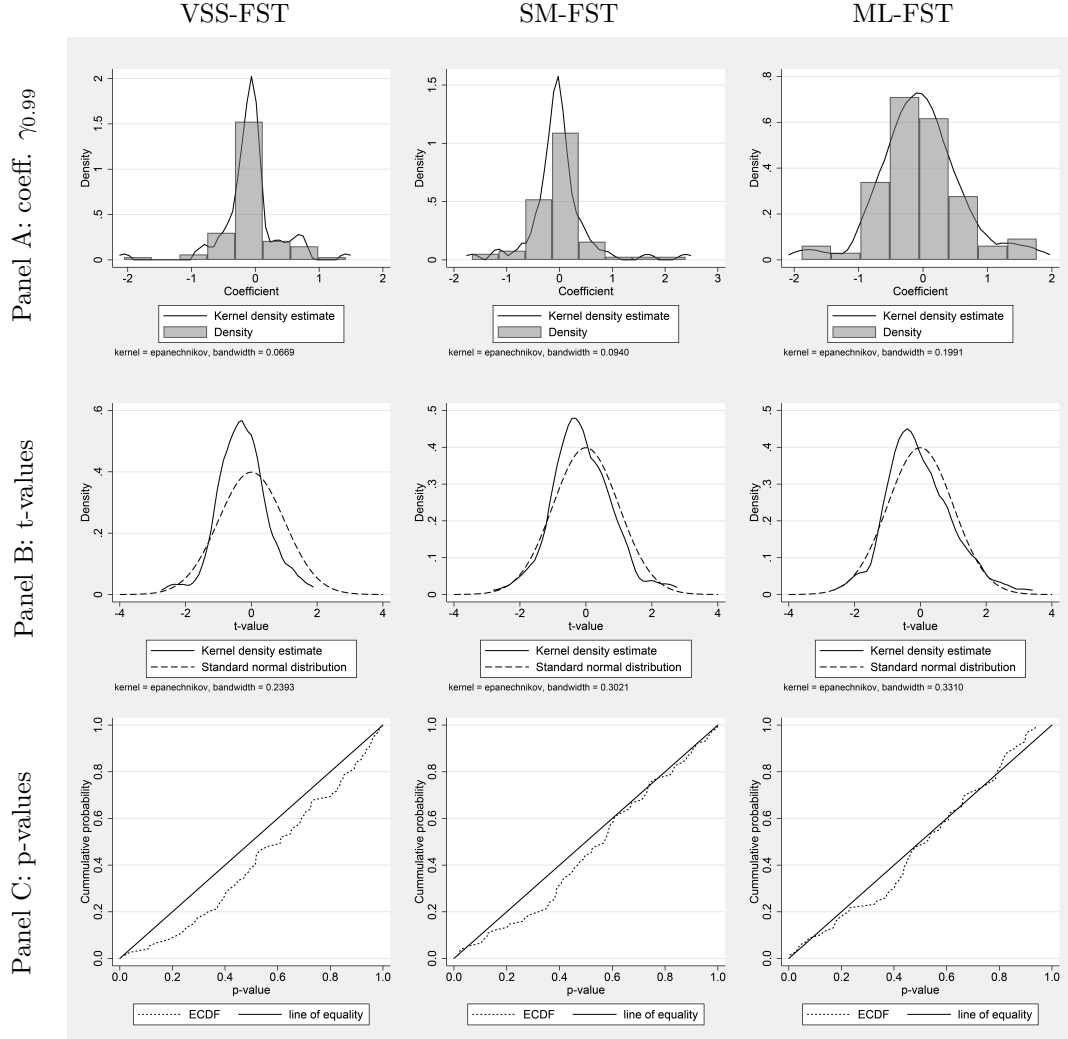 VSS-FST
SM-FST
ML-FST
Panel A: coeff. γ0.99
Density
0 .5 1 1.5 2
-2 -1 0 1 2
Coefficient
Kernel density estimate
Density
kernel = epanechnikov, bandwidth = 0.0669
Density
0 .5 1 1.5
-2 -1 0 1 2 3
Coefficient
Kernel density estimate
Density
kernel = epanechnikov, bandwidth = 0.0940
Density
0 .2 .4 .6 .8
-2 -1 0 1 2
Coefficient
Kernel density estimate
Density
kernel = epanechnikov, bandwidth = 0.1991
Panel B: t-values
Density
0 .2 .4 .6
-4 -2 0 2 4
t-value
Kernel density estimate
Standard normal distribution
kernel = epanechnikov, bandwidth = 0.2393
Density
0 .1 .2 .3 .4 .5
-4 -2 0 2 4
t-value
Kernel density estimate
Standard normal distribution
kernel = epanechnikov, bandwidth = 0.3021
Density
0 .1 .2 .3 .4 .5
-4 -2 0 2 4
t-value
Kernel density estimate
Standard normal distribution
kernel = epanechnikov, bandwidth = 0.3310
Panel C: p-values
Cummulative probability
0.0 0.2 0.4 0.6 0.8 1.0
0.0 0.2 0.4 0.6 0.8 1.0
p-value
ECDF line of equality
Cummulative probability
0.0 0.2 0.4 0.6 0.8 1.0
0.0 0.2 0.4 0.6 0.8 1.0
p-value
ECDF line of equality
Cummulative probability
0.0 0.2 0.4 0.6 0.8 1.0
0.0 0.2 0.4 0.6 0.8 1.0
p-value
ECDF line of equality